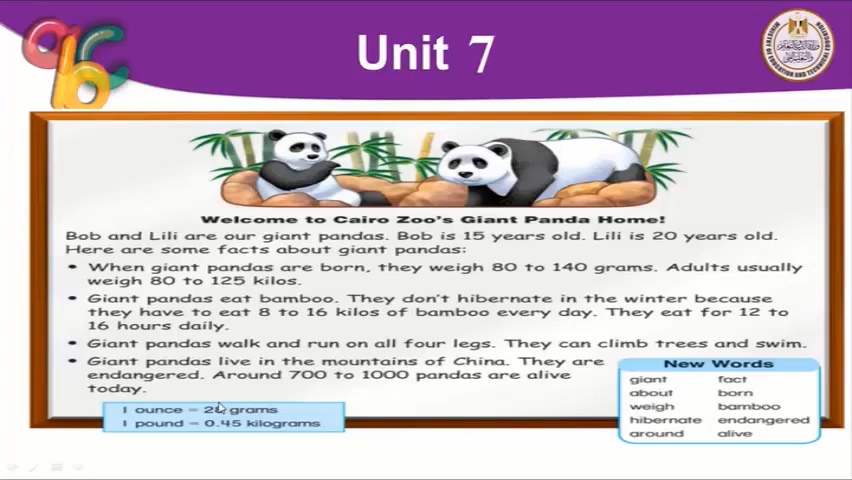 abc
Unit 7
MINISTRY OF EDUCATION AND TECHNICAL EDUCATION
Welcome to Cairo Zoo's Giant Panda Home!
Bob and Lili are our giant pandas. Bob is 15 years old. Lili is 20 years old.
Here are some facts about giant pandas:
• When giant pandas are born, they weigh 80 to 140 grams. Adults usually
weigh 80 to 125 kilos.
• Giant pandas eat bamboo. They don't hibernate in the winter because
they have to eat 8 to 16 kilos of bamboo every day. They eat for 12 to
16 hours daily.
• Giant pandas walk and run on all four legs. They can climb trees and swim.
• Giant pandas live in the mountains of China. They are
endangered. Around 700 to 1000 pandas are alive
today.
1 ounce = 28 grams
1 pound = 0.45 kilograms
New Words
giant fact
about born
weigh bamboo
hibernate endangered
around alive